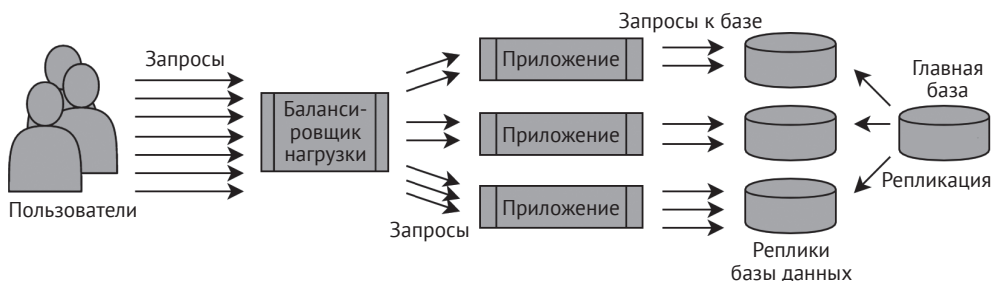 Запросы к базе
Запросы
Приложение
Главная
база
Баланси-
ровщик
нагрузки
Приложение
Репликация
Приложение
Пользователи
Запросы
Реплики
базы данных